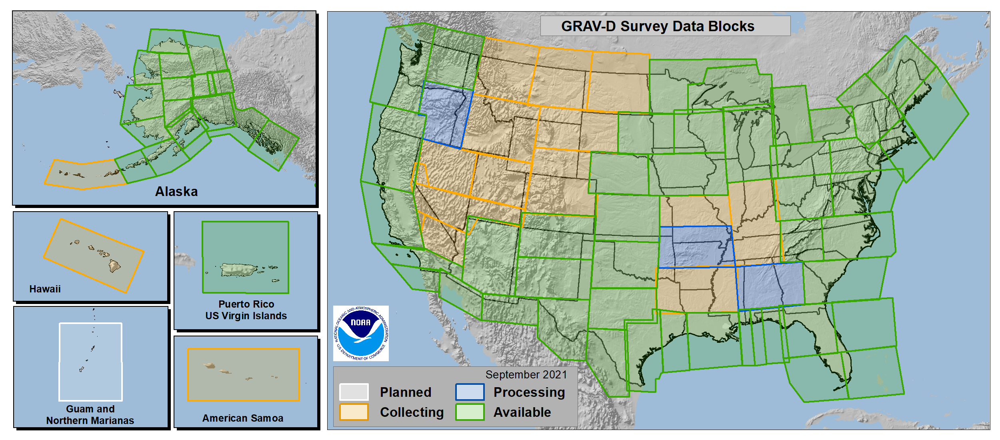 GRAV-D Survey Data Blocks
Alaska
Hawaii
Puerto Rico
US Virgin Islands
Guam and
Northern Marianas
American Samoa
NATIONAL OCEANIC AND ATMOSPHERIC ADMINISTRATION
NOAA
U.S. DEPARTMENT OF COMMERCE
September 2021
Planned
Processing
Collecting
Available